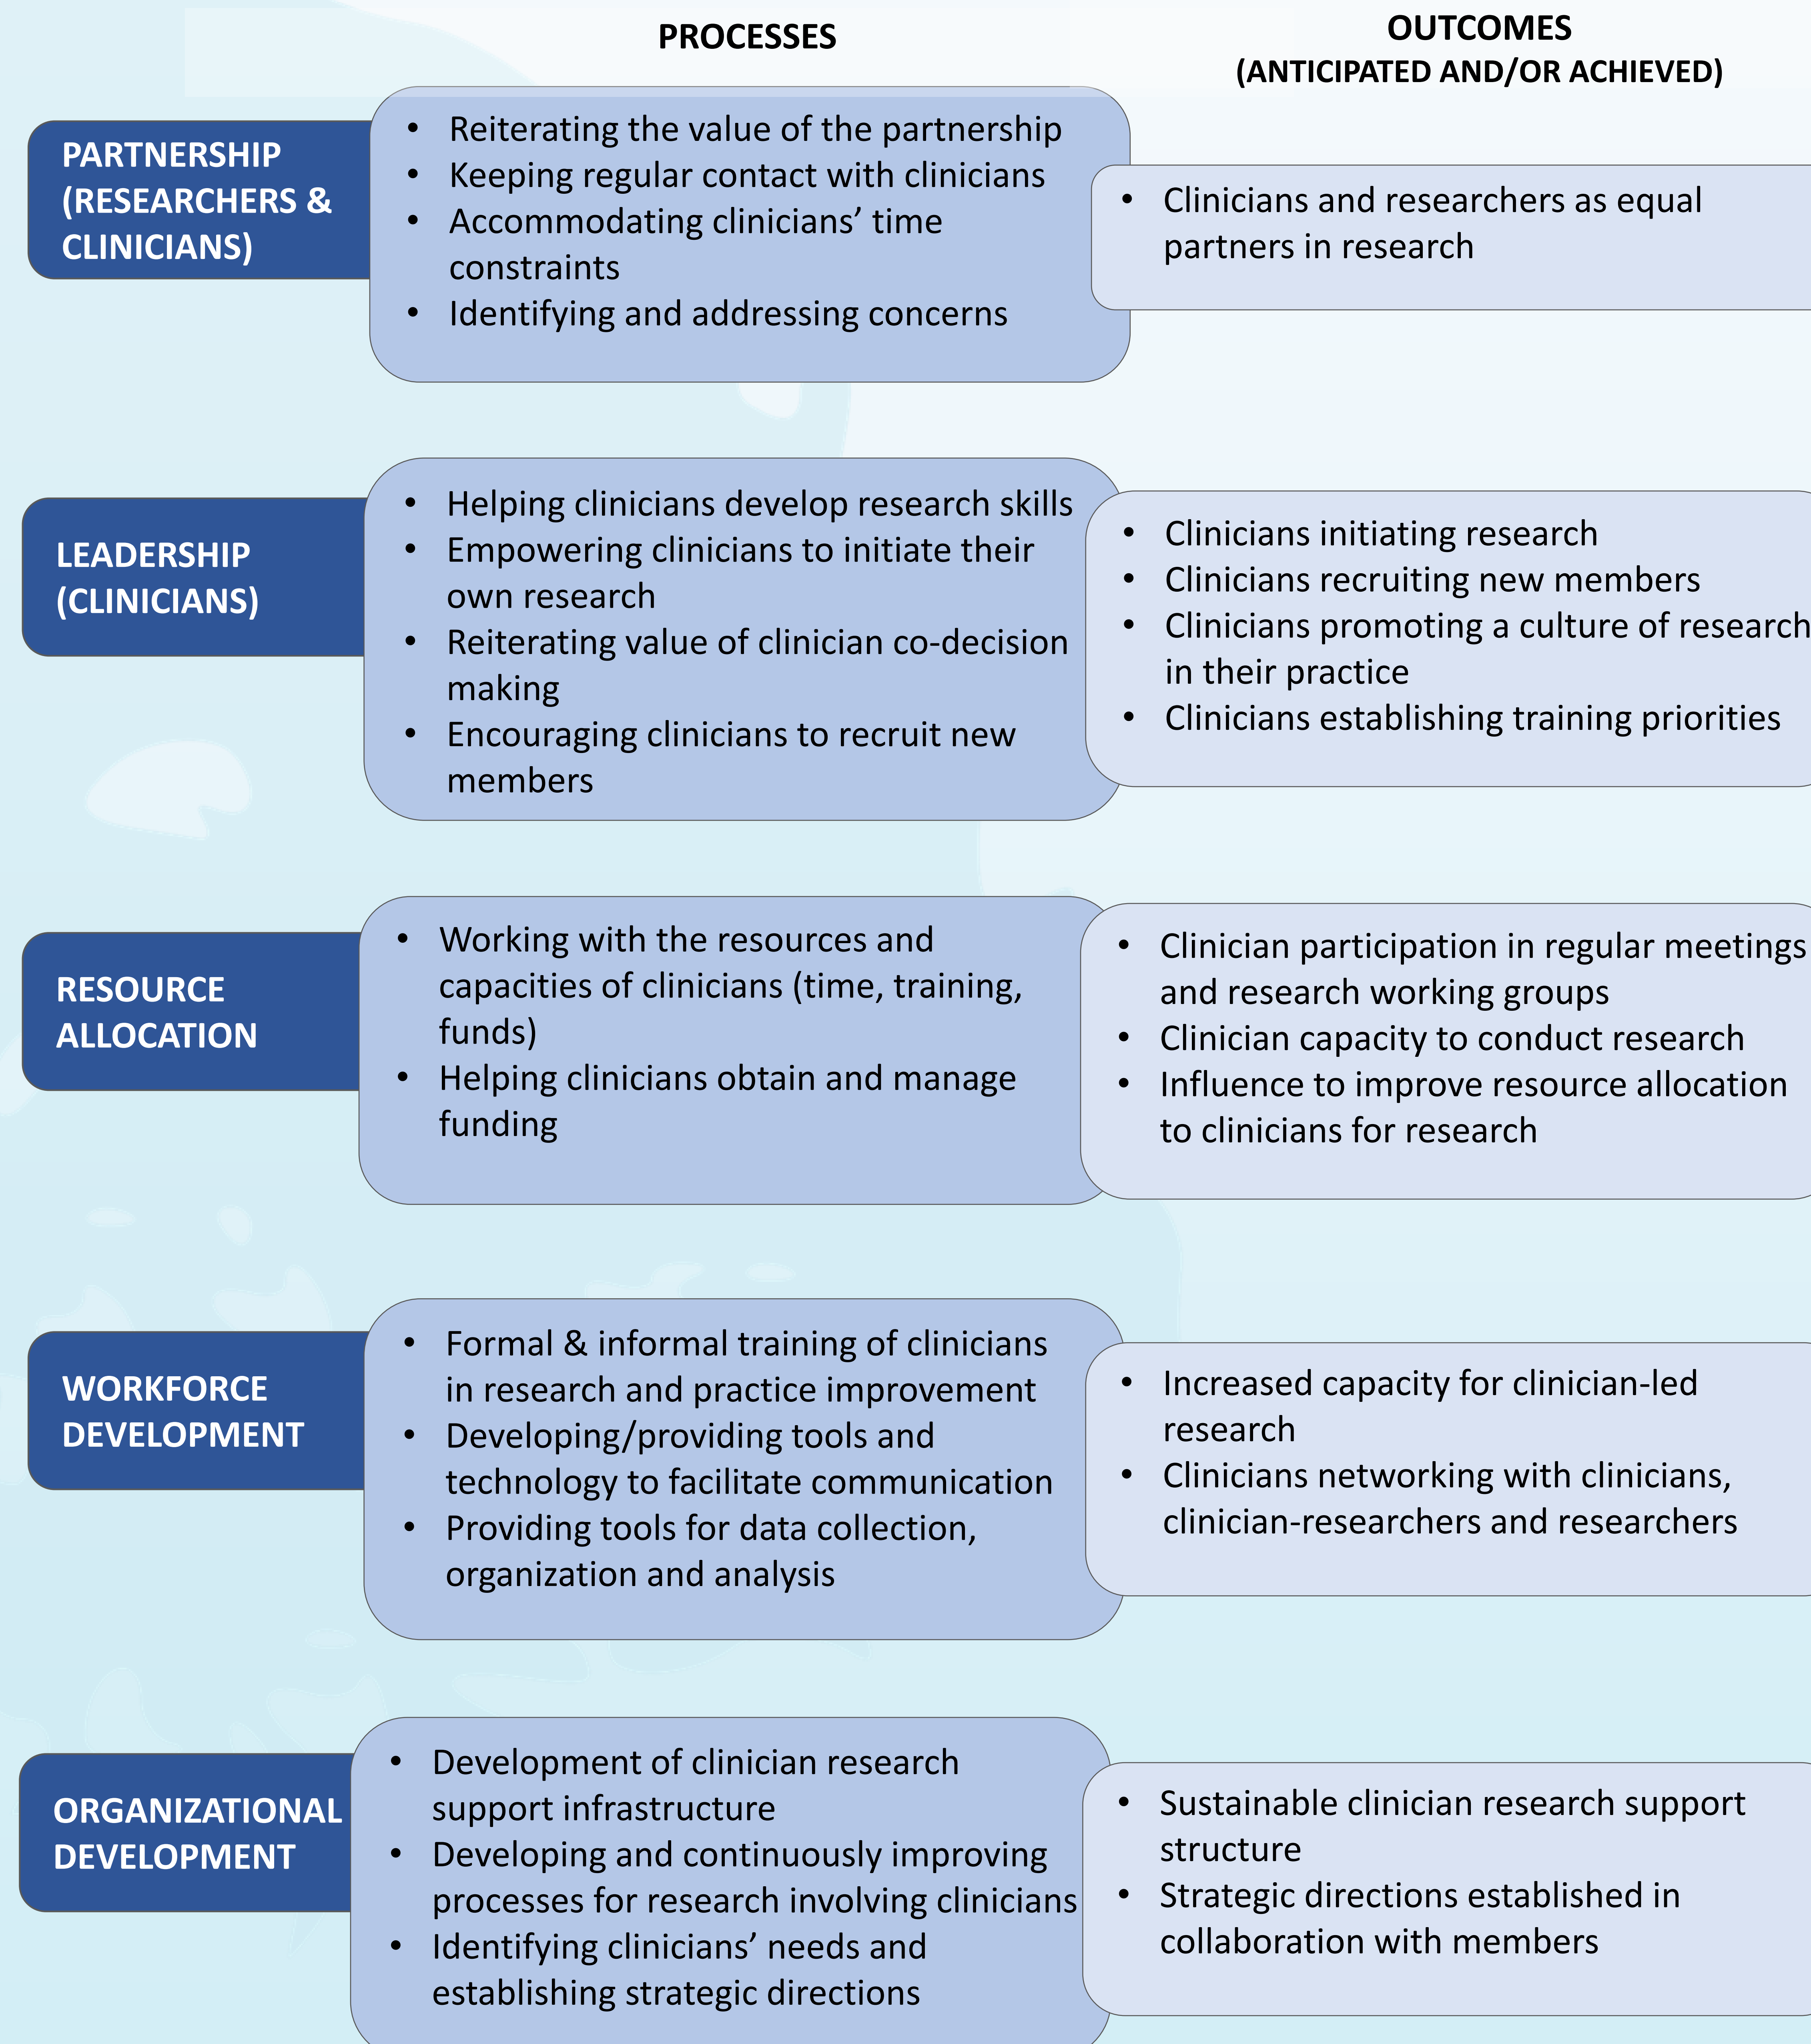 PROCESSES
OUTCOMES
(ANTICIPATED AND/OR ACHIEVED)
PARTNERSHIP
(RESEARCHERS &
CLINICIANS)
• Reiterating the value of the partnership
• Keeping regular contact with clinicians
• Accommodating clinicians’ time
constraints
• Identifying and addressing concerns
• Clinicians and researchers as equal
partners in research
LEADERSHIP
(CLINICIANS)
• Helping clinicians develop research skills
• Empowering clinicians to initiate their
own research
• Reiterating value of clinician co-decision
making
• Encouraging clinicians to recruit new
members
• Clinicians initiating research
• Clinicians recruiting new members
• Clinicians promoting a culture of research
in their practice
• Clinicians establishing training priorities
RESOURCE
ALLOCATION
• Working with the resources and
capacities of clinicians (time, training,
funds)
• Helping clinicians obtain and manage
funding
• Clinician participation in regular meetings
and research working groups
• Clinician capacity to conduct research
• Influence to improve resource allocation
to clinicians for research
WORKFORCE
DEVELOPMENT
• Formal & informal training of clinicians
in research and practice improvement
• Developing/providing tools and
technology to facilitate communication
• Providing tools for data collection,
organization and analysis
• Increased capacity for clinician-led
research
• Clinicians networking with clinicians,
clinician-researchers and researchers
ORGANIZATIONAL
DEVELOPMENT
• Development of clinician research
support infrastructure
• Developing and continuously improving
processes for research involving clinicians
• Identifying clinicians’ needs and
establishing strategic directions
• Sustainable clinician research support
structure
• Strategic directions established in
collaboration with members